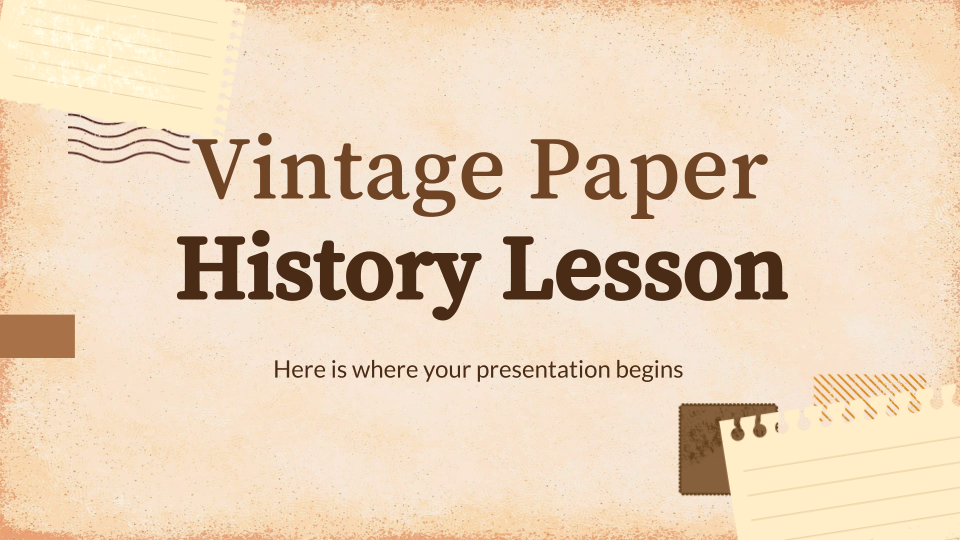 Vintage Paper
History Lesson
Here is where your presentation begins